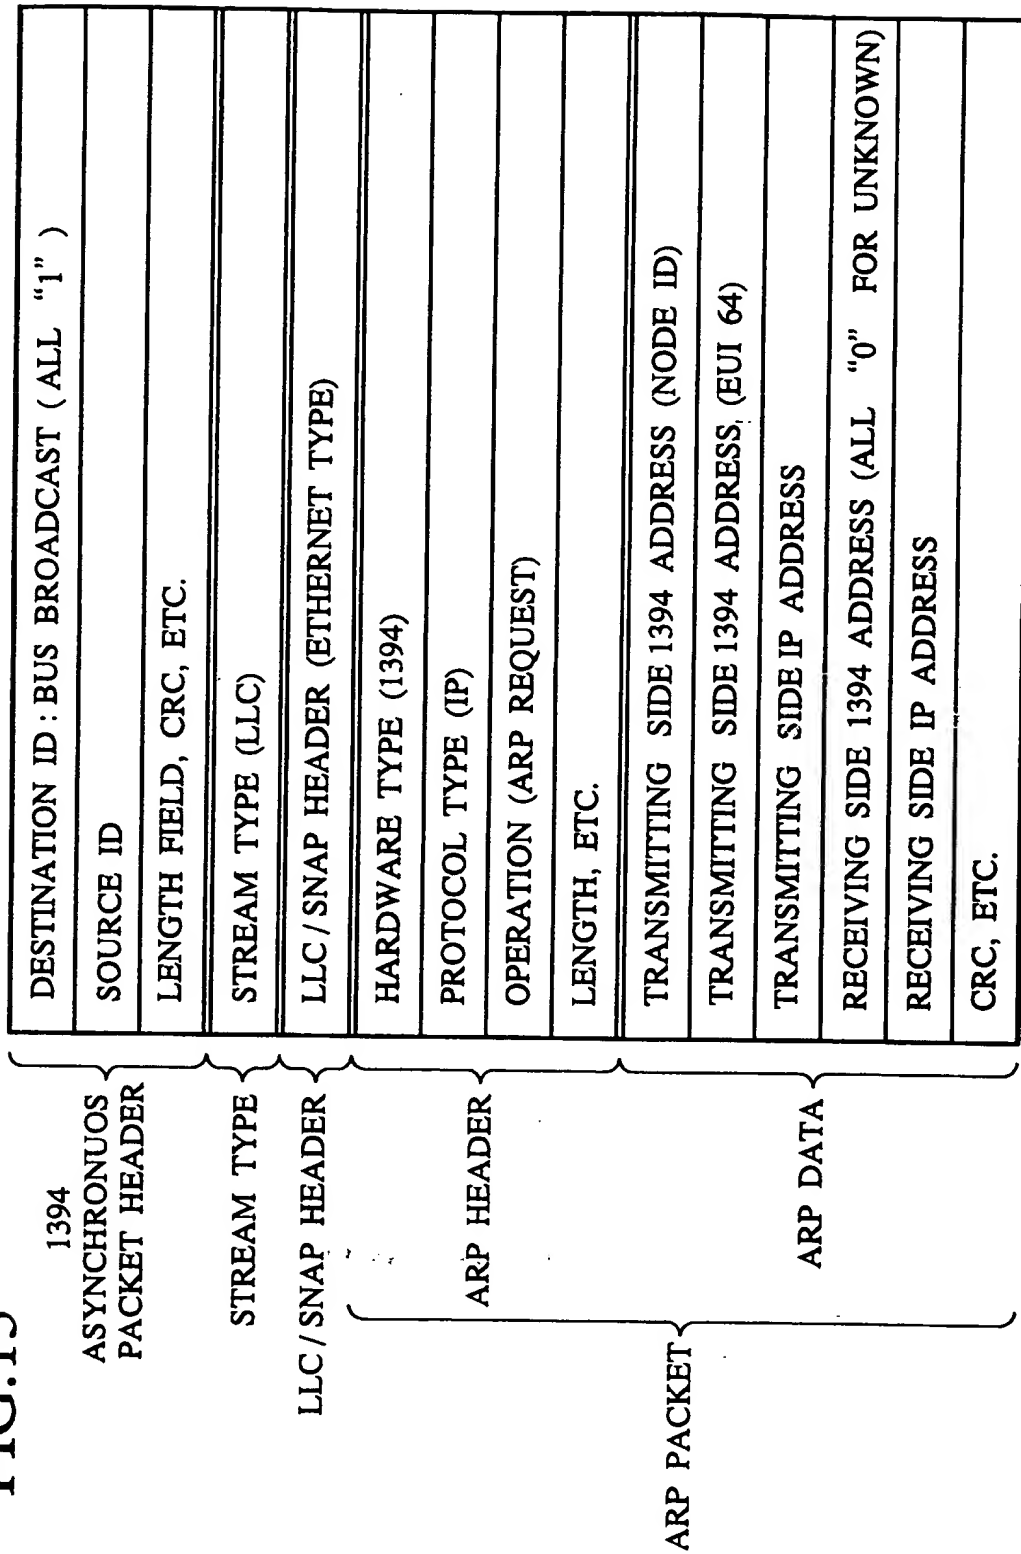 FIG.15
1394
ASYNCHRONUOS
PACKET HEADER
DESTINATION ID : BUS BROADCAST ( ALL "1" )
SOURCE ID
LENGTH FIELD, CRC, ETC.
STREAM TYPE
STREAM TYPE (LLC)
LLC / SNAP HEADER
LLC / SNAP HEADER (ETHERNET TYPE)
ARP PACKET
ARP HEADER
HARDWARE TYPE (1394)
PROTOCOL TYPE (IP)
OPERATION (ARP REQUEST)
LENGTH, ETC.
ARP DATA
TRANSMITTING SIDE 1394 ADDRESS (NODE ID)
TRANSMITTING SIDE 1394 ADDRESS, (EUI 64)
TRANSMITTING SIDE IP ADDRESS
RECEIVING SIDE 1394 ADDRESS (ALL "0" FOR UNKNOWN)
RECEIVING SIDE IP ADDRESS
CRC, ETC.